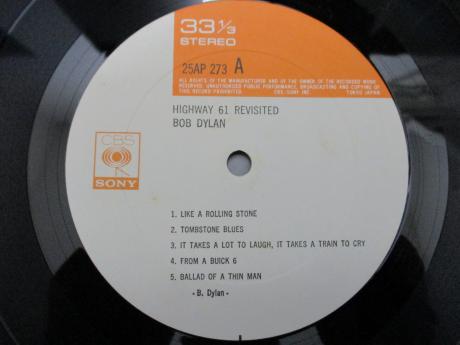 33 1/3
STEREO
25AP 273 A
ALL RIGHTS OF THE MANUFACTURER AND OF THE OWNER OF THE RECORDED WORK
RESERVED. UNAUTHORIZED PUBLIC PERFORMANCE, BROADCASTING AND COPYING OF
THIS RECORD PROHIBITED. CBS/SONY INC. TOKYO JAPAN
HIGHWAY 61 REVISITED
BOB DYLAN
CBS
SONY
1. LIKE A ROLLING STONE
2. TOMBSTONE BLUES
3. IT TAKES A LOT TO LAUGH, IT TAKES A TRAIN TO CRY
4. FROM A BUICK 6
5. BALLAD OF A THIN MAN
- B. Dylan -